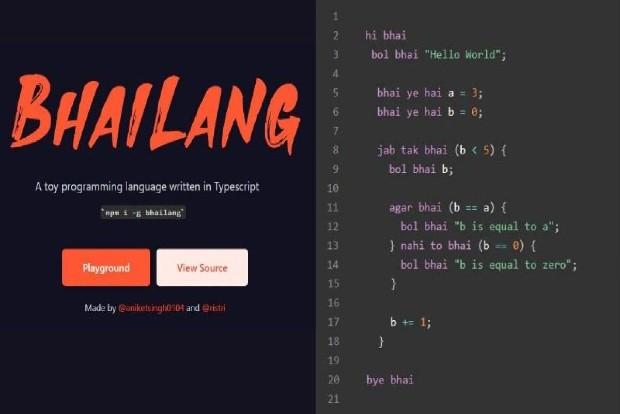 BHAILANG
A toy programming language written in Typescript
`npm i -g bhailang`
Playground
View Source
Made by @aniketsingh0104 and @ristri
1
2 hi bhai
3 bol bhai "Hello World";
4
5 bhai ye hai a = 3;
6 bhai ye hai b = 0;
7
8 jab tak bhai (b < 5) {
9 bol bhai b;
10
11 agar bhai (b == a) {
12 bol bhai "b is equal to a";
13 } nahi to bhai (b == 0) {
14 bol bhai "b is equal to zero";
15 }
16
17 b += 1;
18 }
19
20 bye bhai
21